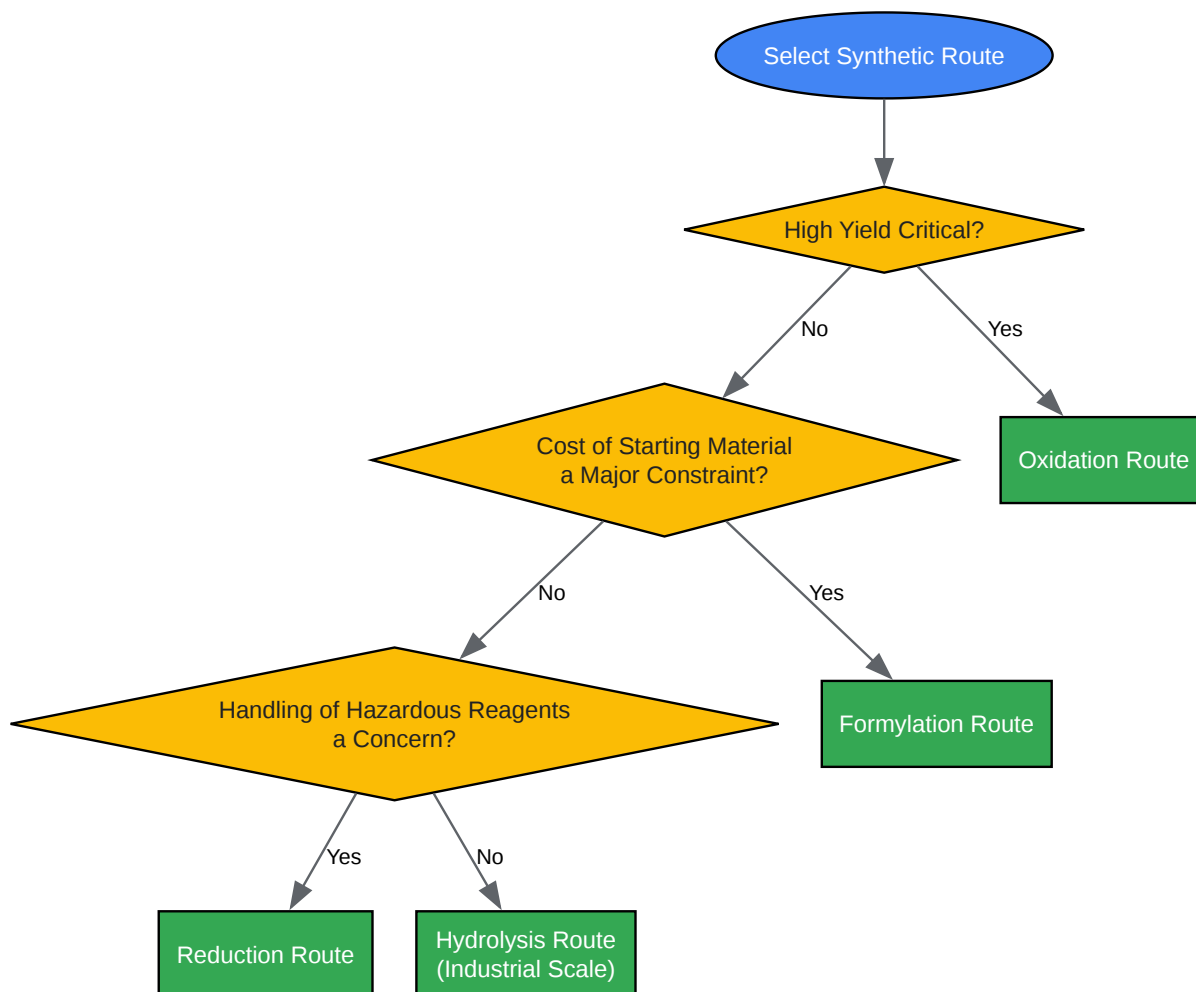 Select Synthetic Route
High Yield Critical?
No
Yes
Cost of Starting Material
a Major Constraint?
Oxidation Route
No
Yes
Handling of Hazardous Reagents
a Concern?
Formylation Route
Yes
No
Reduction Route
Hydrolysis Route
(Industrial Scale)